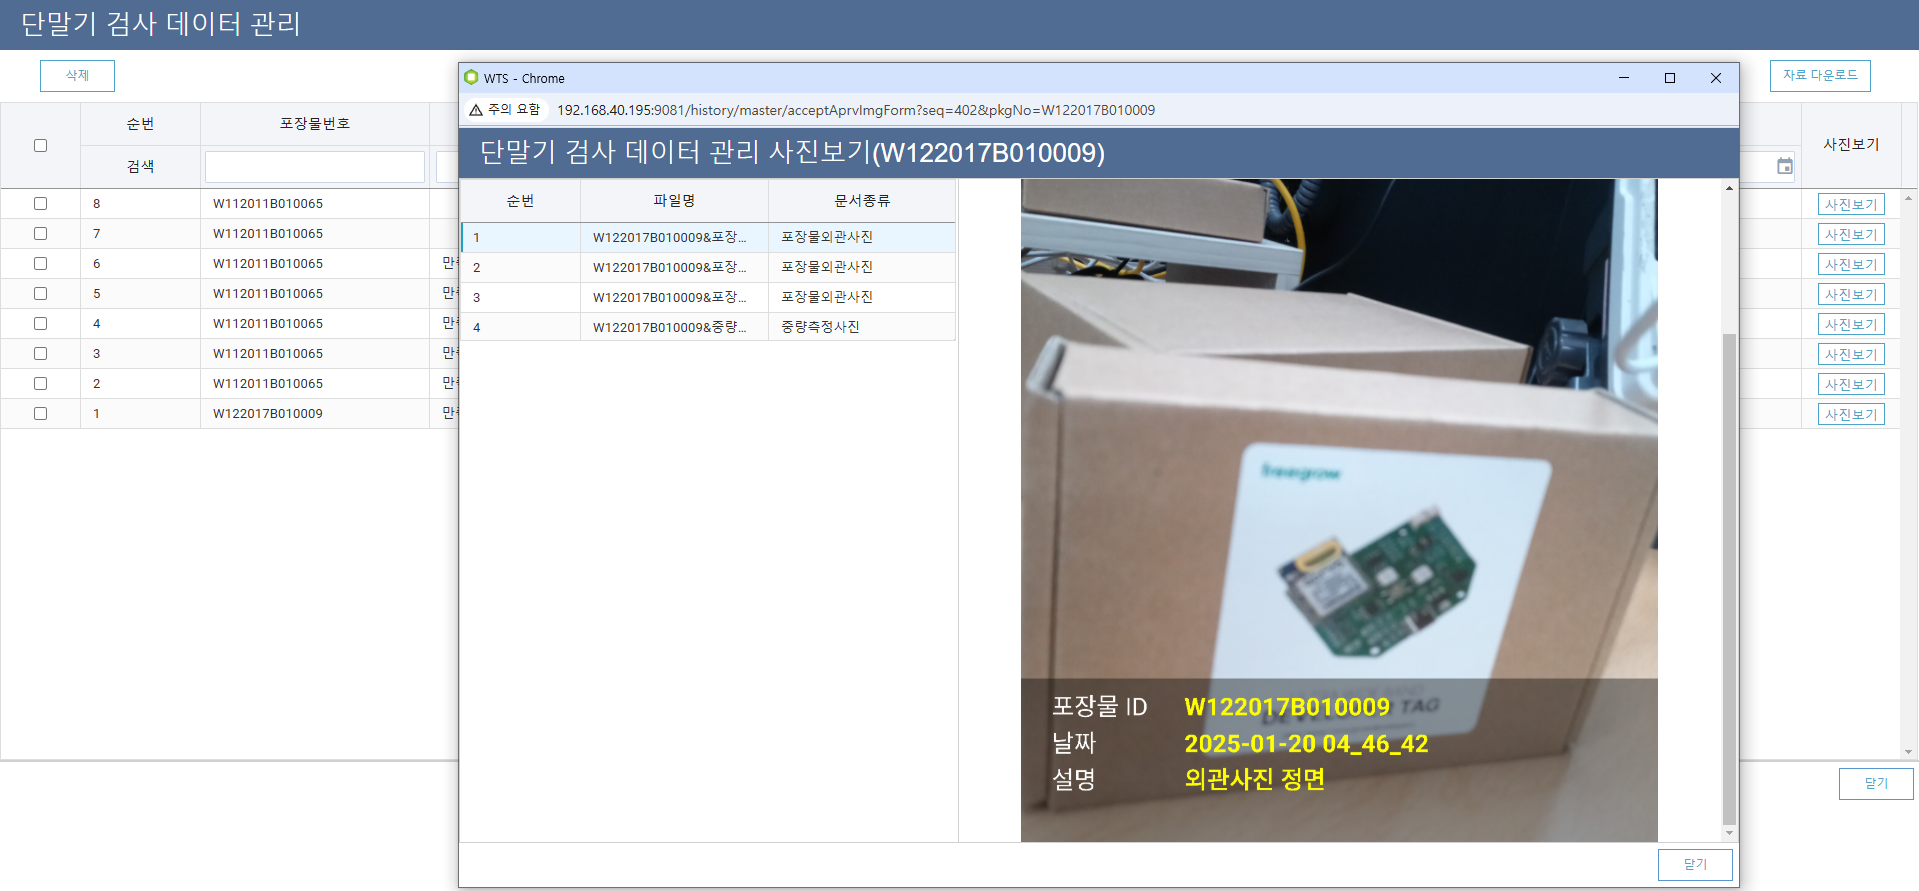 단말기 검사 데이터 관리
삭제
자료 다운로드
순번
포장물번호
사진보기
검색
8
W112011B010065
사진보기
7
W112011B010065
사진보기
6
W112011B010065
사진보기
5
W112011B010065
사진보기
4
W112011B010065
사진보기
3
W112011B010065
사진보기
2
W112011B010065
사진보기
1
W122017B010009
사진보기
닫기
WTS - Chrome
주의 요함
192.168.40.195:9081/history/master/acceptAprvImgForm?seq=402&pkgNo=W122017B010009
단말기 검사 데이터 관리 사진보기(W122017B010009)
순번 파일명 문서종류
1 W122017B010009&포장... 포장물외관사진
2 W122017B010009&포장... 포장물외관사진
3 W122017B010009&포장... 포장물외관사진
4 W122017B010009&중량... 중량측정사진
treegrow
포장물 ID W122017B010009
TAG
날짜 2025-01-20 04_46_42
설명 외관사진 정면
닫기